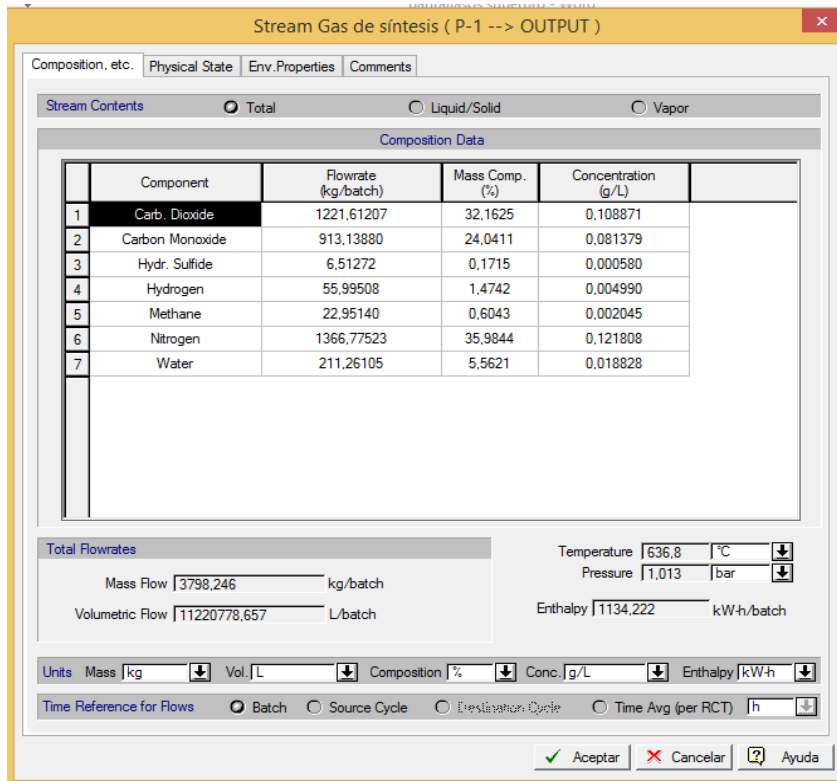 Stream Gas de síntesis ( P-1 --> OUTPUT )
Composition, etc. Physical State Env.Properties Comments
Stream Contents Total Liquid/Solid Vapor
Composition Data
Component Flowrate (kg/batch) Mass Comp. (%) Concentration (g/L)
1 Carb. Dioxide 1221,61207 32,1625 0,108871
2 Carbon Monoxide 913,13880 24,0411 0,081379
3 Hydr. Sulfide 6,51272 0,1715 0,000580
4 Hydrogen 55,99508 1,4742 0,004990
5 Methane 22,95140 0,6043 0,002045
6 Nitrogen 1366,77523 35,9844 0,121808
7 Water 211,26105 5,5621 0,018828
Total Flowrates
Temperature 636,8 °C
Pressure 1,013 bar
Mass Flow 3798,246 kg/batch
Volumetric Flow 11220778,657 L/batch
Enthalpy 1134,222 kW-h/batch
Units Mass kg Vol. L Composition % Conc. g/L Enthalpy kW-h
Time Reference for Flows Batch Source Cycle Destination Cycle Time Avg (per RCT) h
Aceptar Cancelar Ayuda